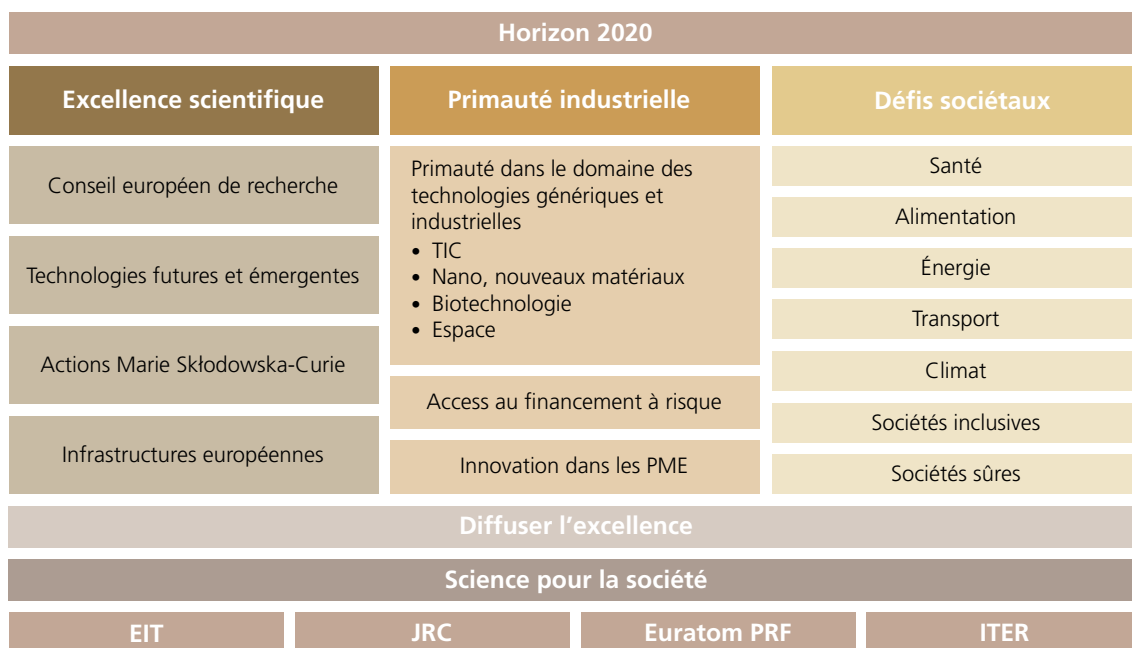 Horizon 2020
Excellence scientifique
Conseil européen de recherche
Technologies futures et émergentes
Actions Marie Skłodowska-Curie
Infrastructures européennes
Primauté industrielle
Primauté dans le domaine des
technologies génériques et
industrielles
• TIC
• Nano, nouveaux matériaux
• Biotechnologie
• Espace
Access au financement à risque
Innovation dans les PME
Défis sociétaux
Santé
Alimentation
Énergie
Transport
Climat
Sociétés inclusives
Sociétés sûres
Diffuser l’excellence
Science pour la société
EIT
JRC
Euratom PRF
ITER